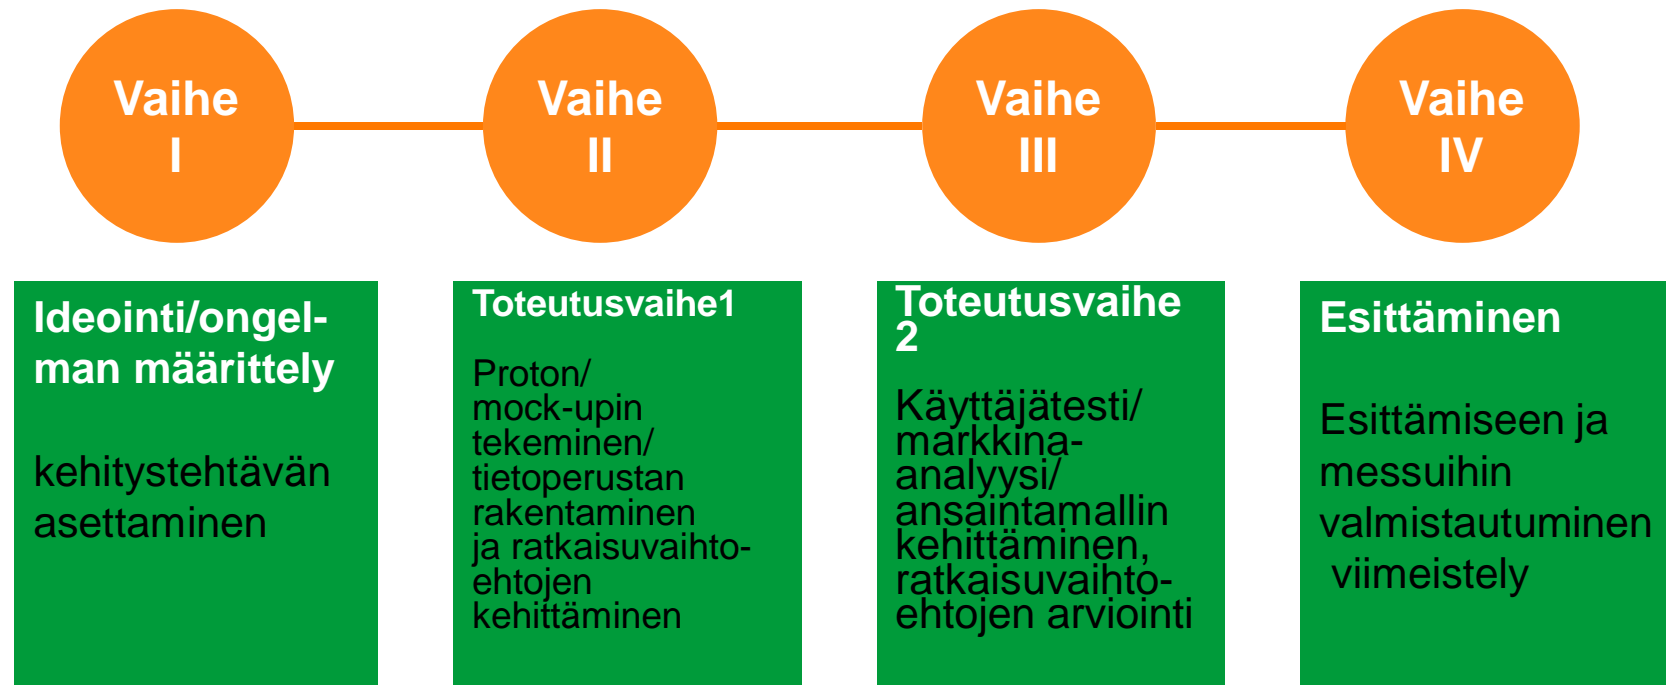 Vaihe
I
Vaihe
II
Vaihe
III
Vaihe
IV
Ideointi/ongel-
man määrittely
kehitystehtävän
asettaminen
Toteutusvaihe1
Proton/
mock-upin
tekeminen/
tietoperustan
rakentaminen
ja ratkaisuvaihto-
ehtojen
kehittäminen
Toteutusvaihe
2
Käyttäjätesti/
markkina-
analyysi/
ansaintamallin
kehittäminen,
ratkaisuvaihto-
ehtojen arviointi
Esittäminen
Esittämiseen ja
messuihin
valmistautuminen
viimeistely